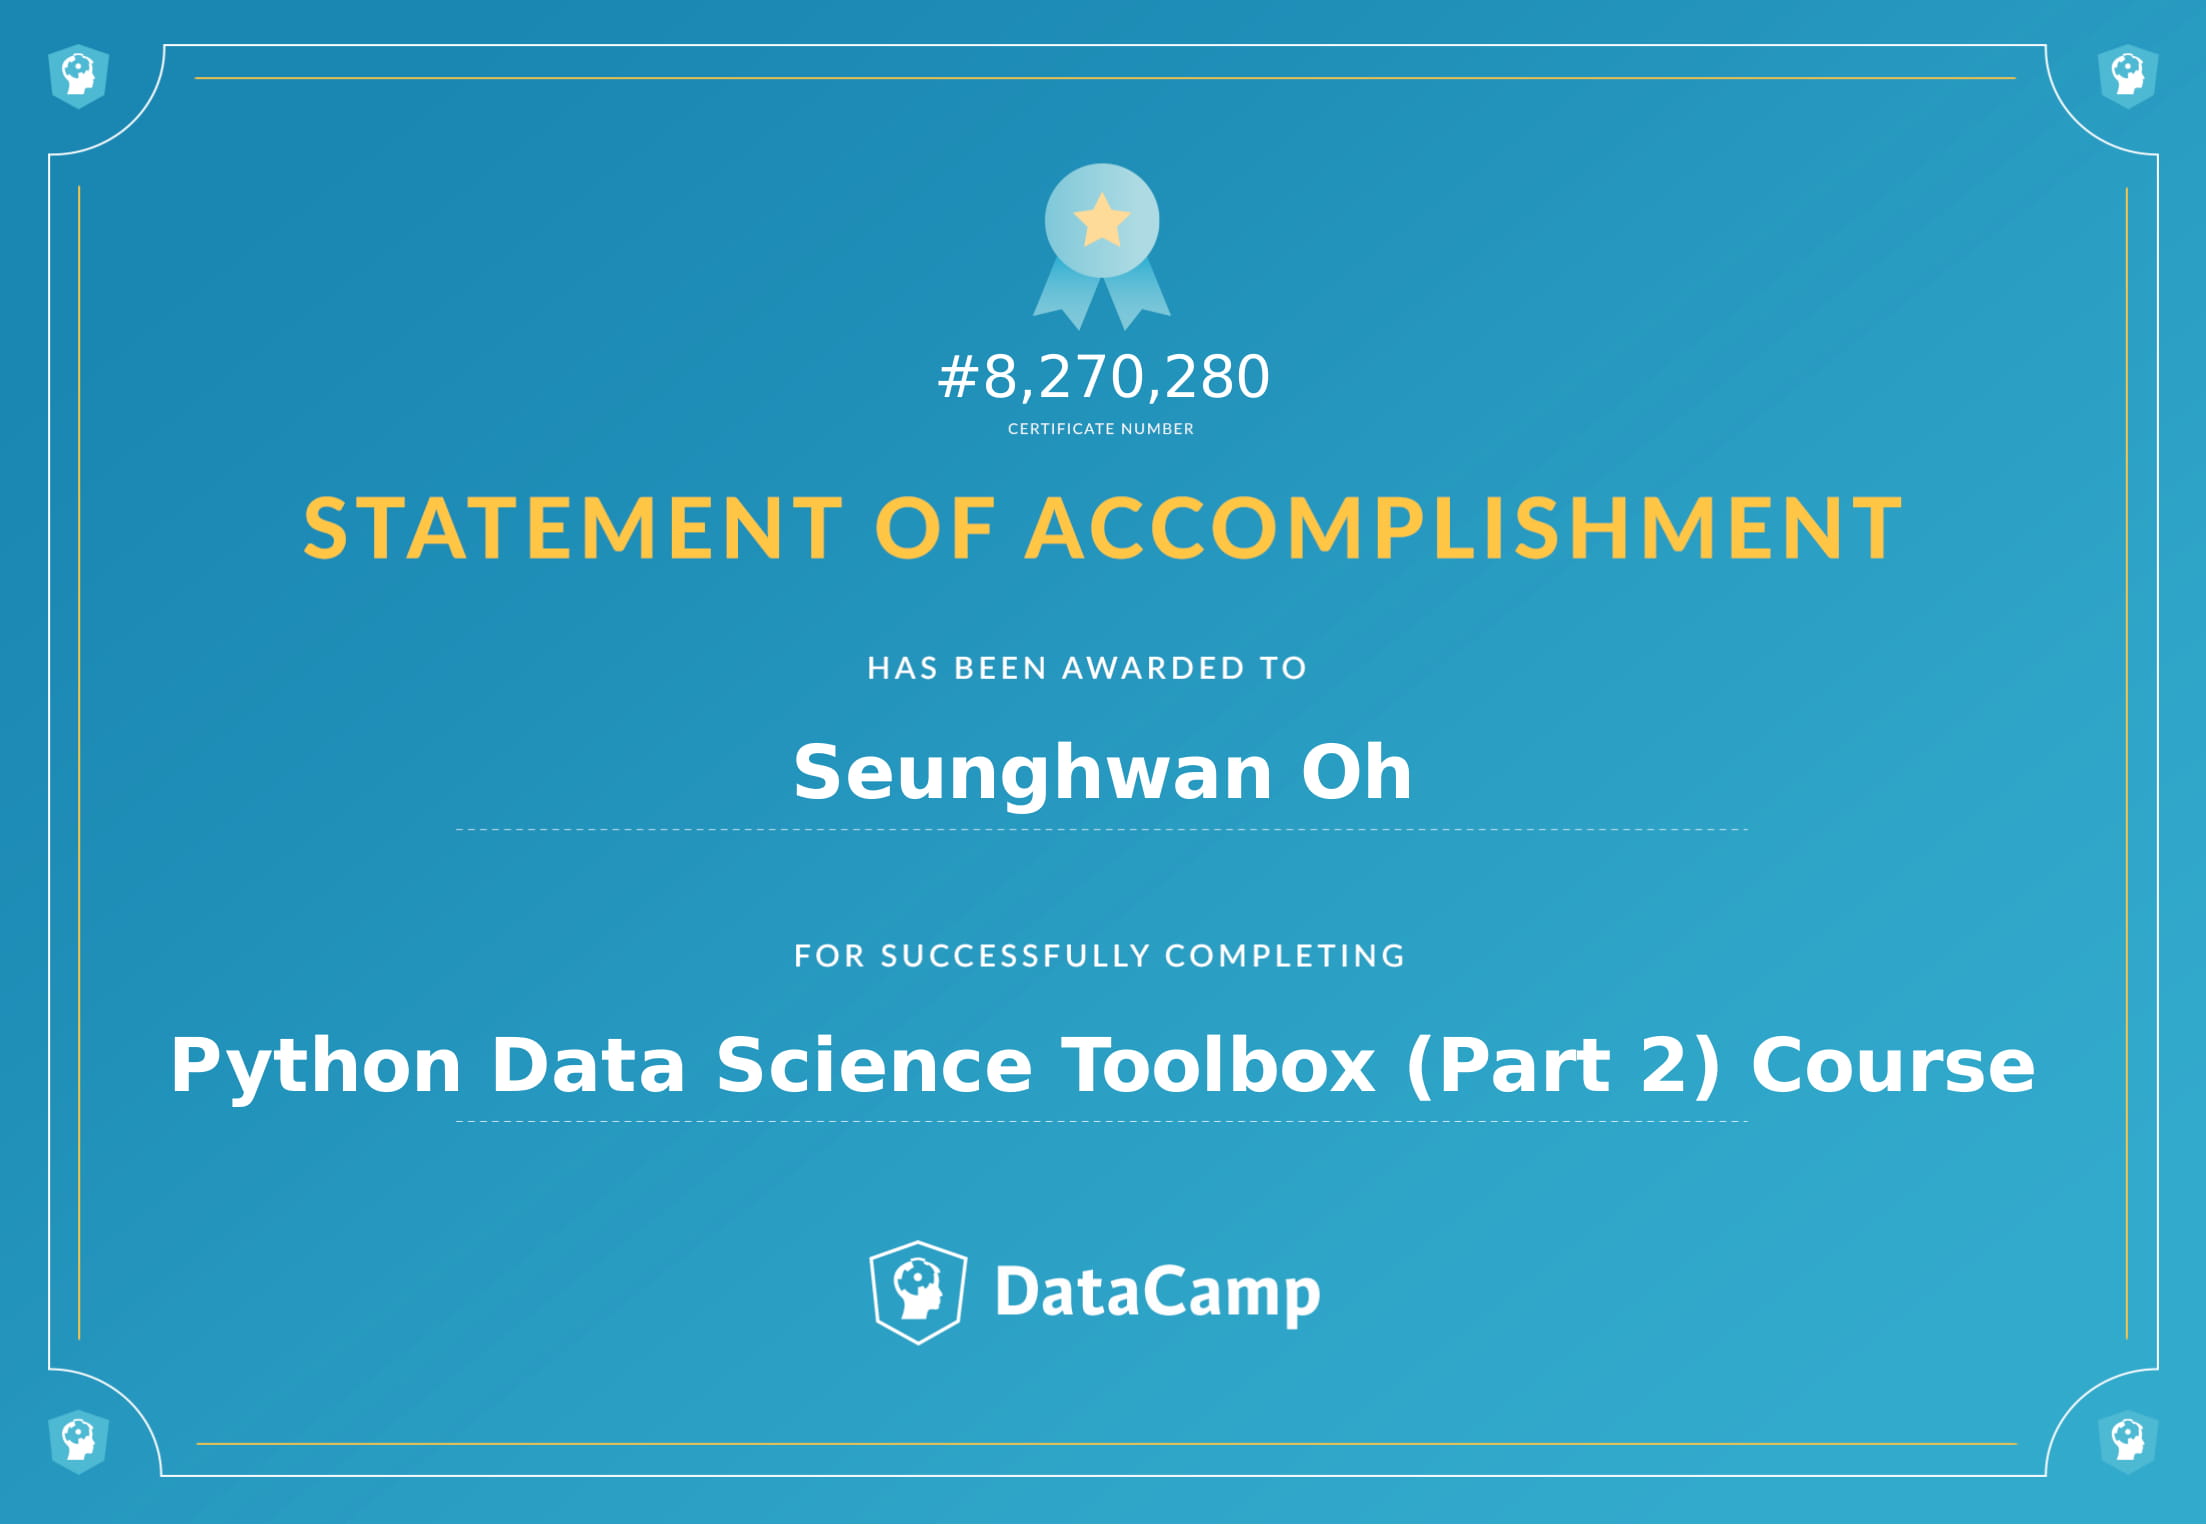 #8,270,280
CERTIFICATE NUMBER
STATEMENT OF ACCOMPLISHMENT
HAS BEEN AWARDED TO
Seunghwan Oh
FOR SUCCESSFULLY COMPLETING
Python Data Science Toolbox (Part 2) Course
DataCamp